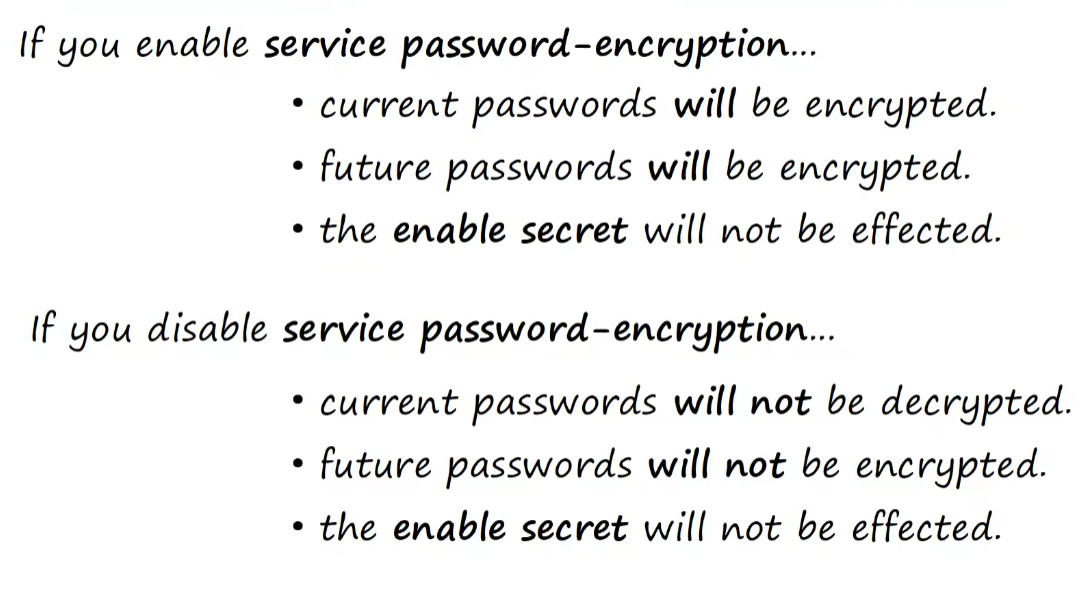 If you enable service password-encryption...
• current passwords will be encrypted.
• future passwords will be encrypted.
• the enable secret will not be effected.
If you disable service password-encryption...
• current passwords will not be decrypted.
• future passwords will not be encrypted.
• the enable secret will not be effected.